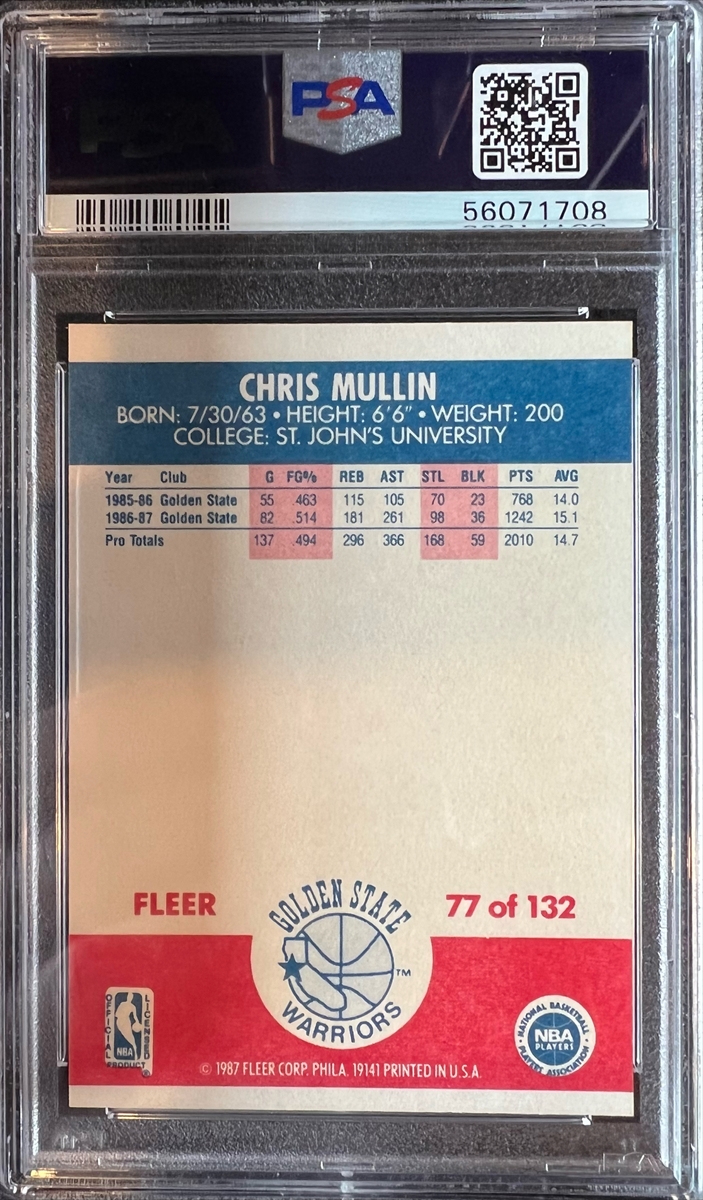 PSA
56071708
CHRIS MULLIN
BORN: 7/30/63 • HEIGHT: 6'6" • WEIGHT: 200
COLLEGE: ST. JOHN'S UNIVERSITY
Year Club G FG% REB AST STL BLK PTS AVG
1985-86 Golden State 55 .463 115 105 70 23 768 14.0
1986-87 Golden State 82 .514 181 261 98 36 1242 15.1
Pro Totals 137 .494 296 366 168 59 2010 14.7
FLEER
77 of 132
GOLDEN STATE
WARRIORS
TM
OFFICIAL LICENSED
NBA
PRODUCT
®
NATIONAL BASKETBALL
NBA
PLAYERS
PLAYERS ASSOCIATION
© 1987 FLEER CORP. PHILA. 19141 PRINTED IN U.S.A.
PSA